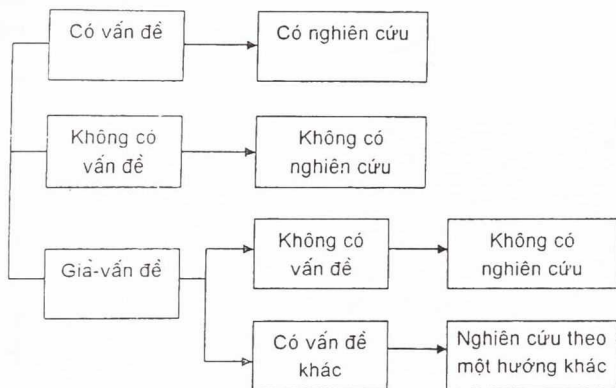 Có vấn đề
Có nghiên cứu
Không có
vấn đề
Không có
nghiên cứu
Giả-vấn đề
Không có
vấn đề
Không có
nghiên cứu
Có vấn đề
khác
Nghiên cứu theo
một hướng khác